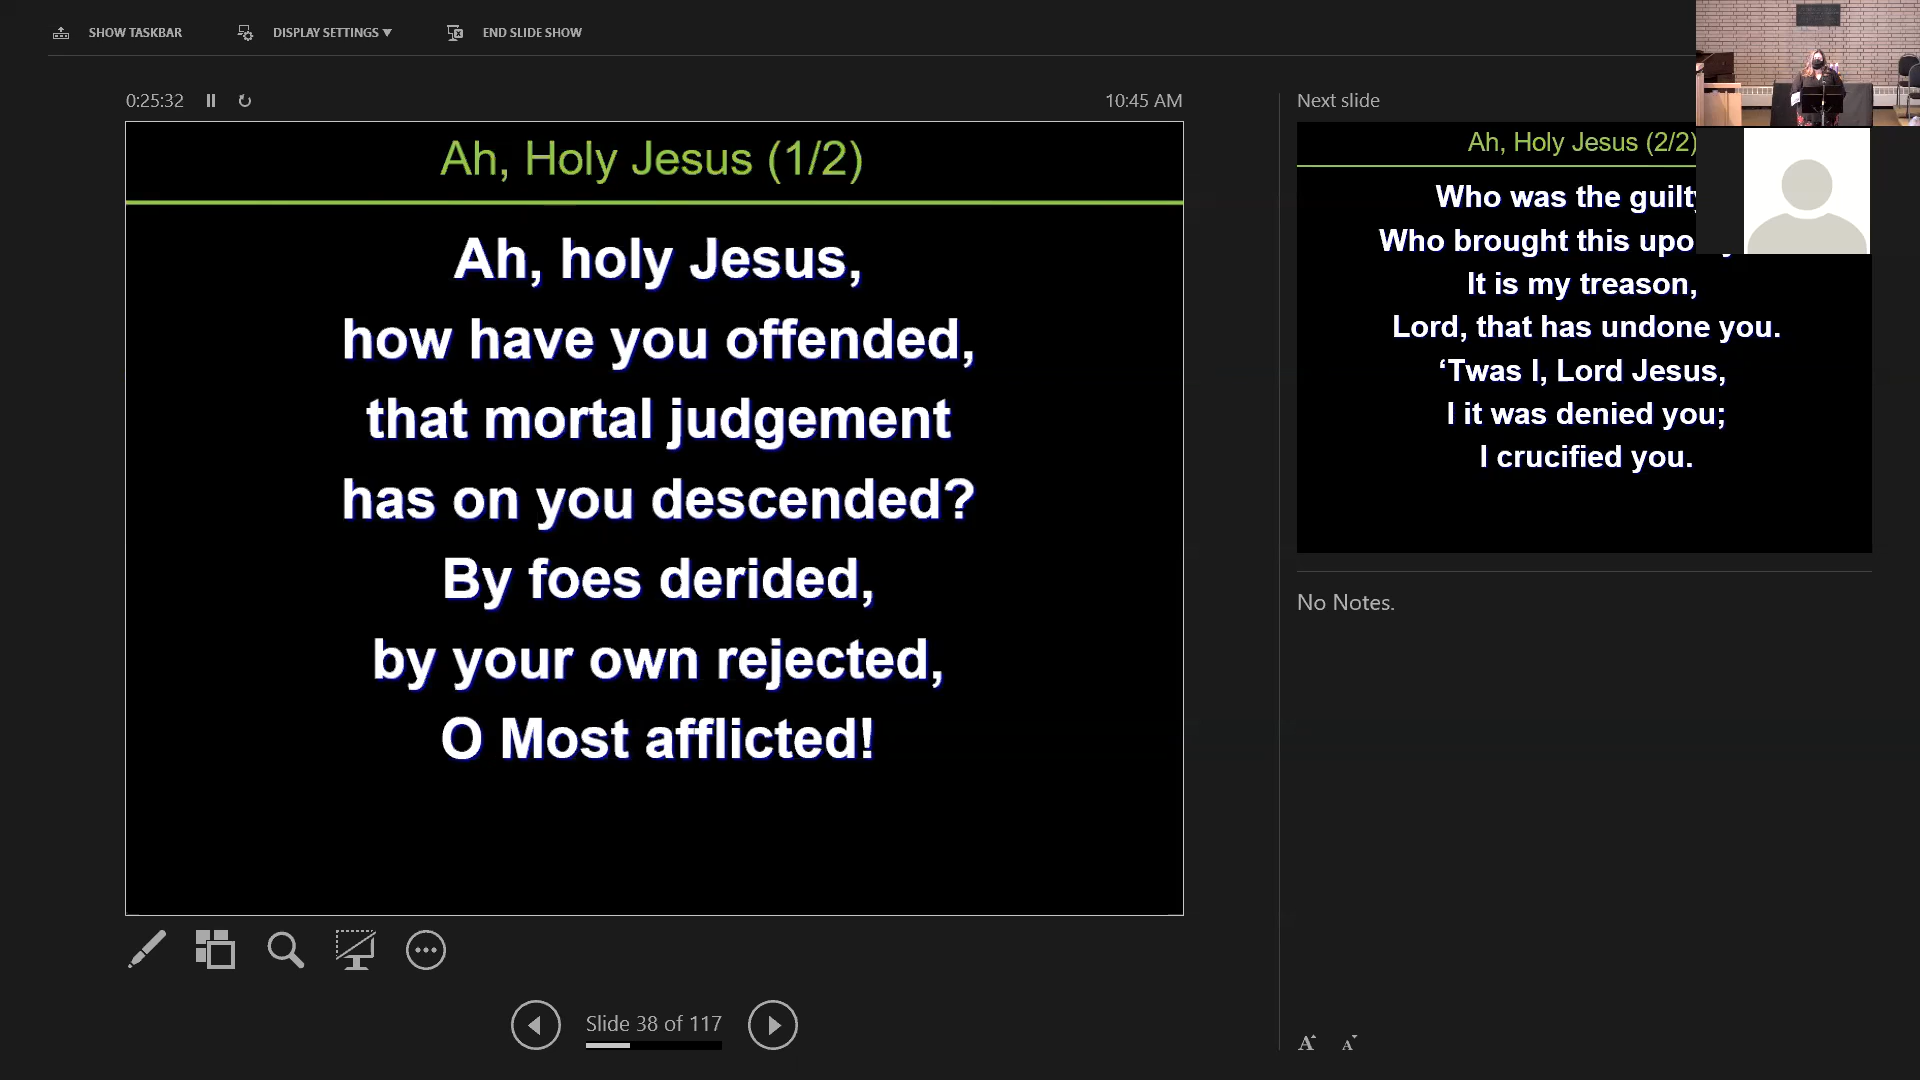 SHOW TASKBAR
DISPLAY SETTINGS ▼
END SLIDE SHOW
0:25:32
10:45 AM
Ah, Holy Jesus (1/2)
Ah, holy Jesus,
how have you offended,
that mortal judgement
has on you descended?
By foes derided,
by your own rejected,
O Most afflicted!
Slide 38 of 117
Next slide
Ah, Holy Jesus (2/2)
Who was the
Who brought this
It is my treason,
Lord, that has undone you.
‘Twas I, Lord Jesus,
I it was denied you;
I crucified you.
No Notes.
A A